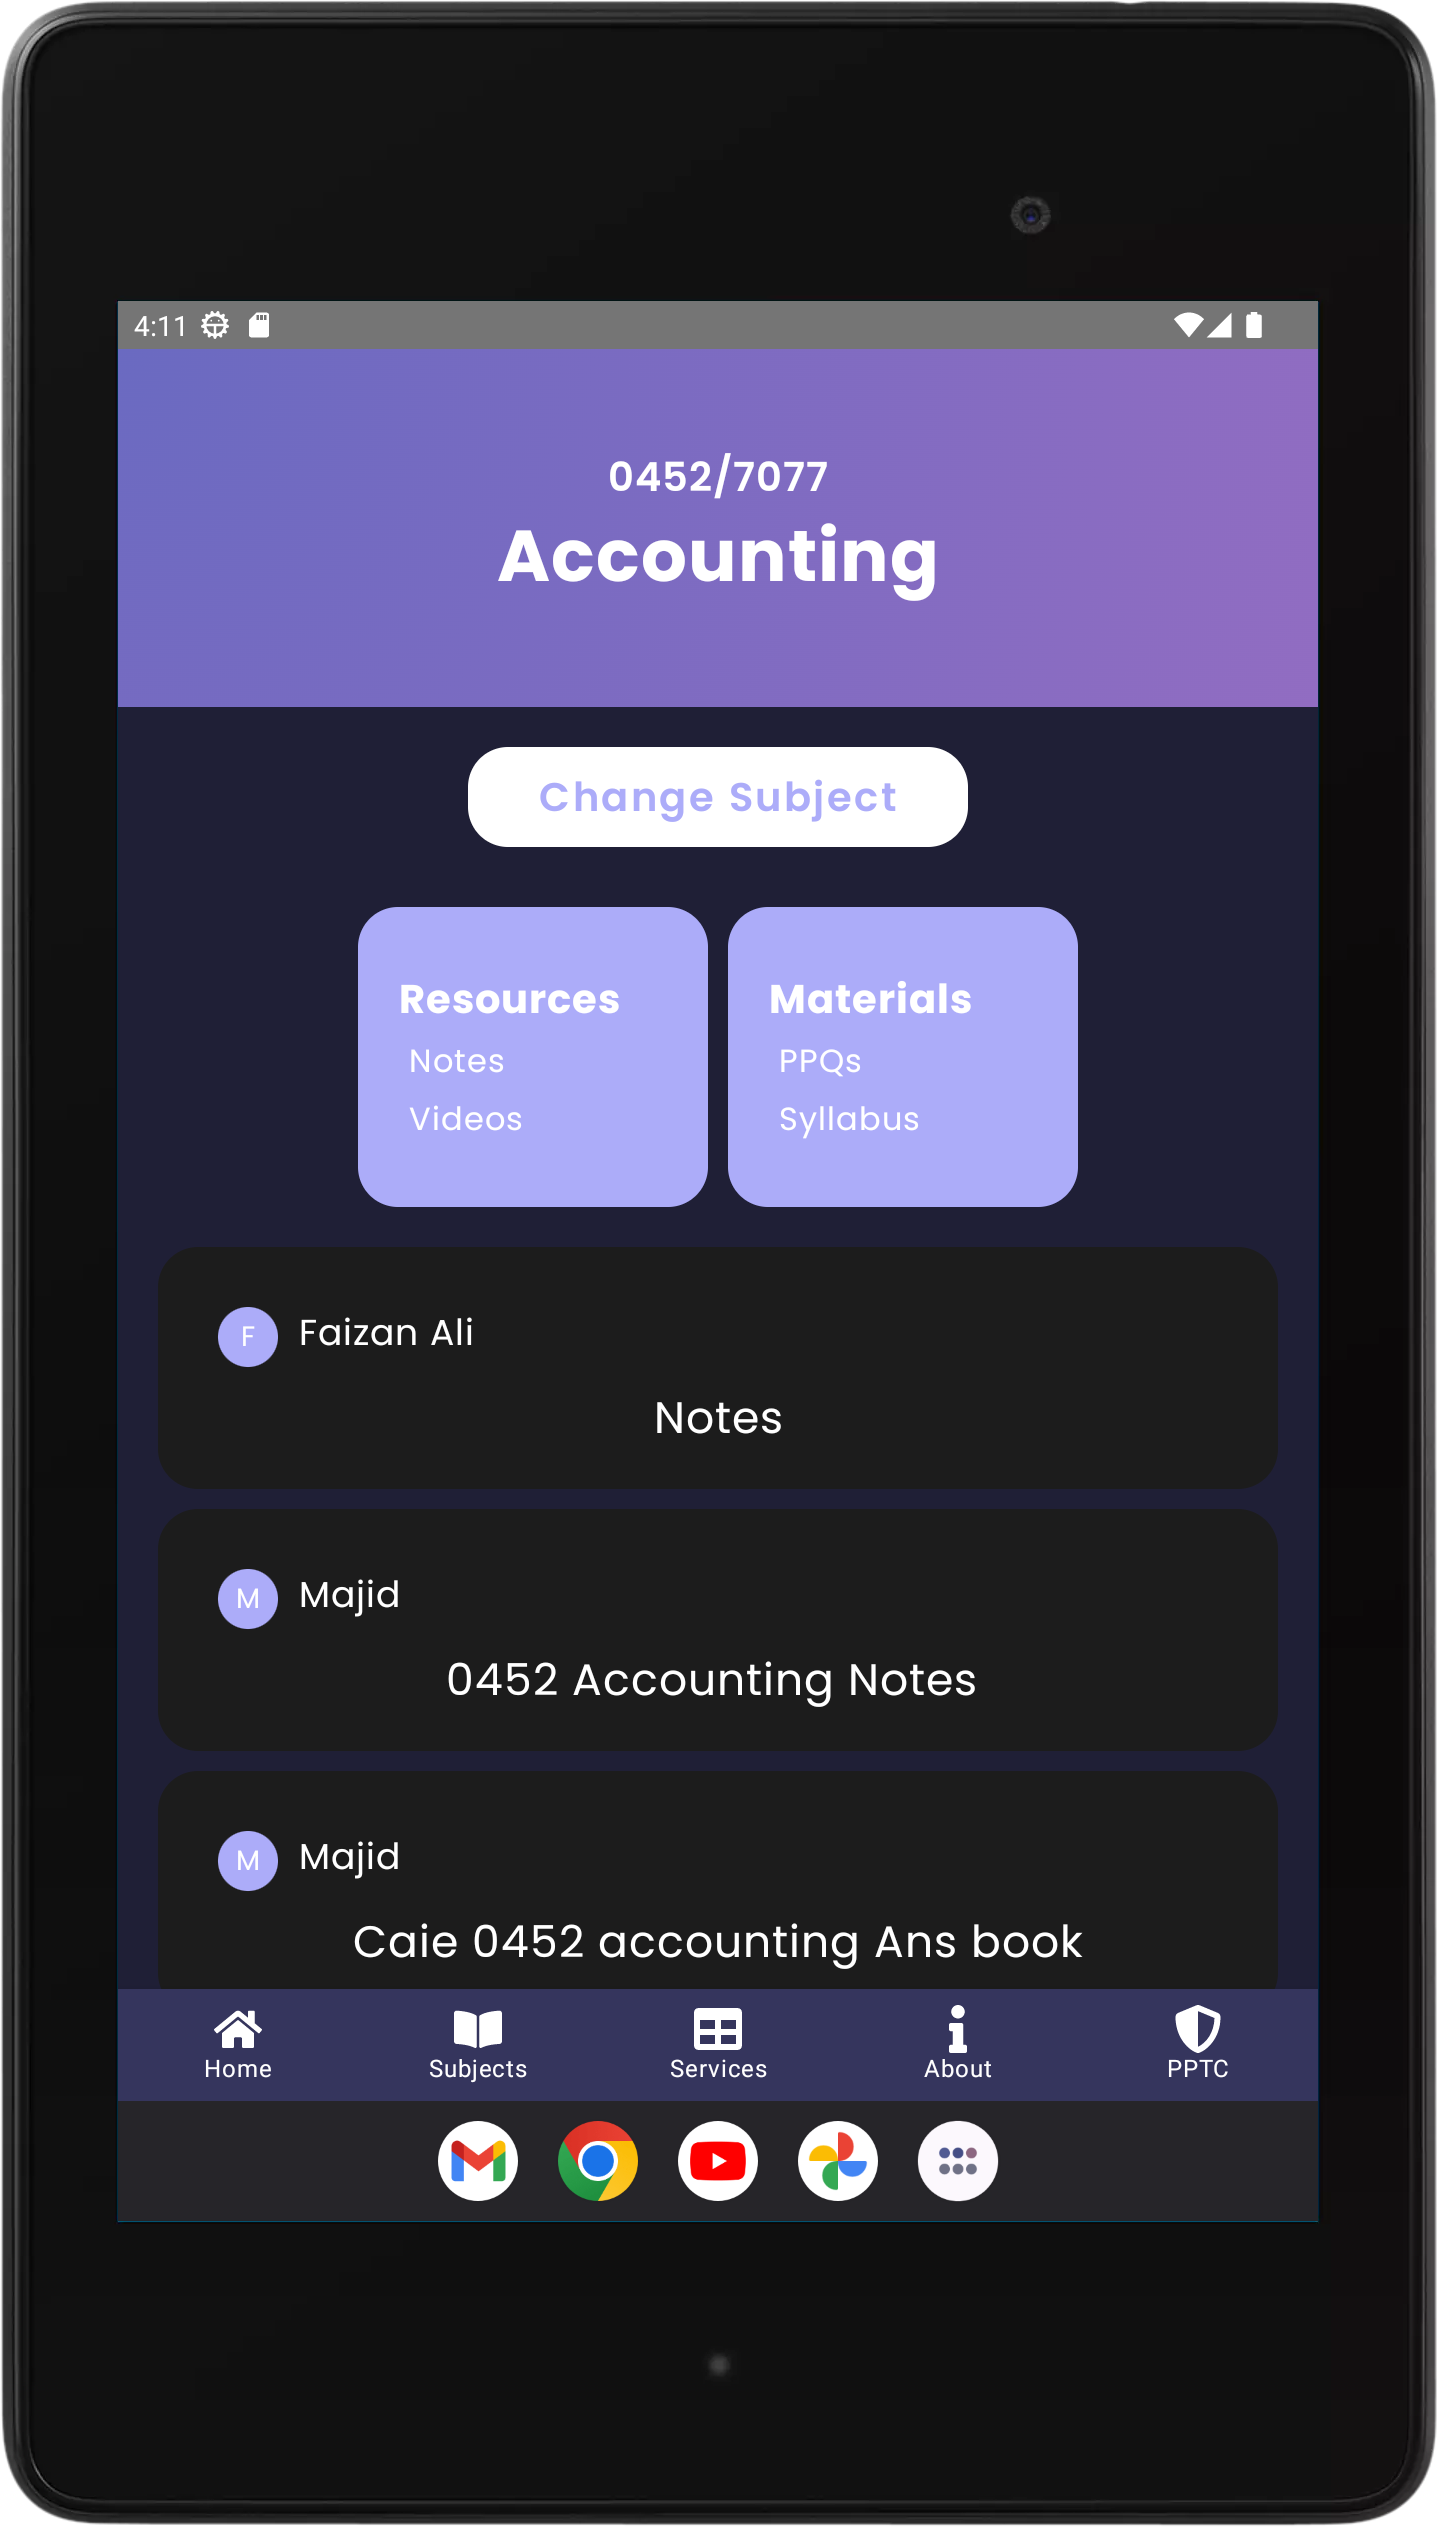 4:11
0452/7077
Accounting
Change Subject
Resources
Notes
Videos
Materials
PPQs
Syllabus
F Faizan Ali
Notes
M Majid
0452 Accounting Notes
M Majid
Caie 0452 accounting Ans book
Home Subjects Services About PPTC